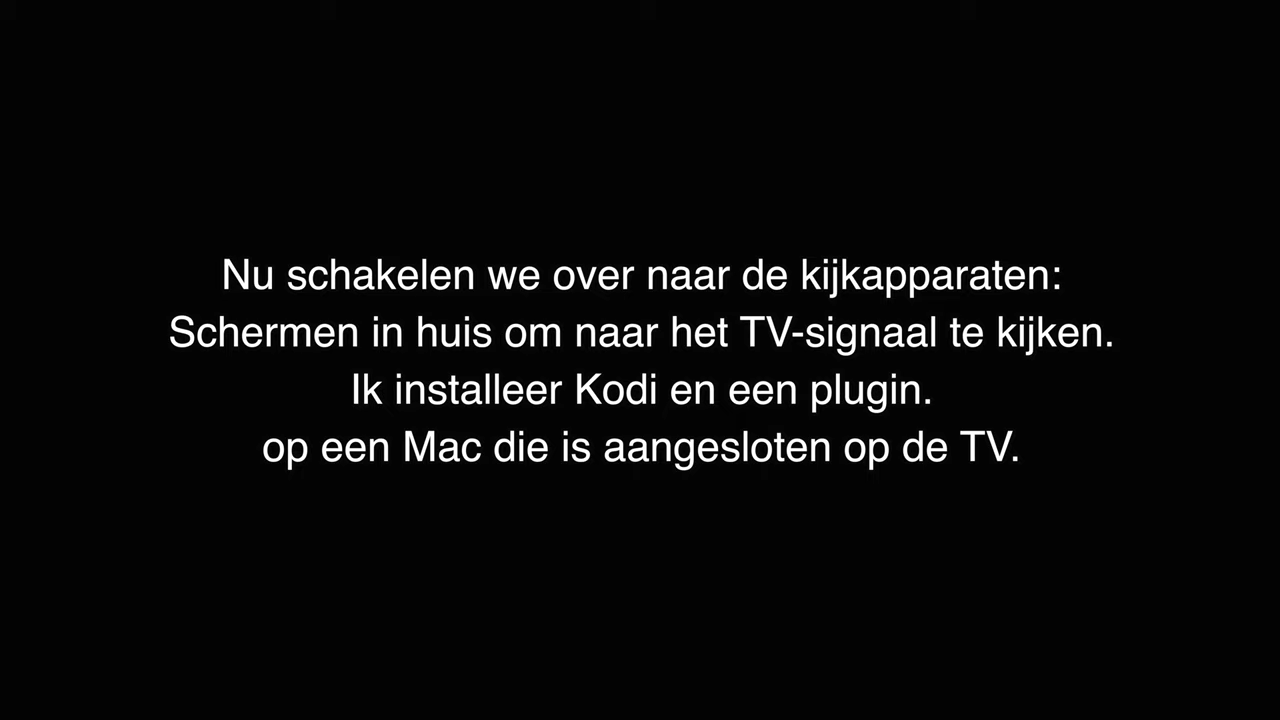 Nu schakelen we over naar de kijkapparaten:
Schermen in huis om naar het TV-signaal te kijken.
Ik installeer Kodi en een plugin.
op een Mac die is aangesloten op de TV.